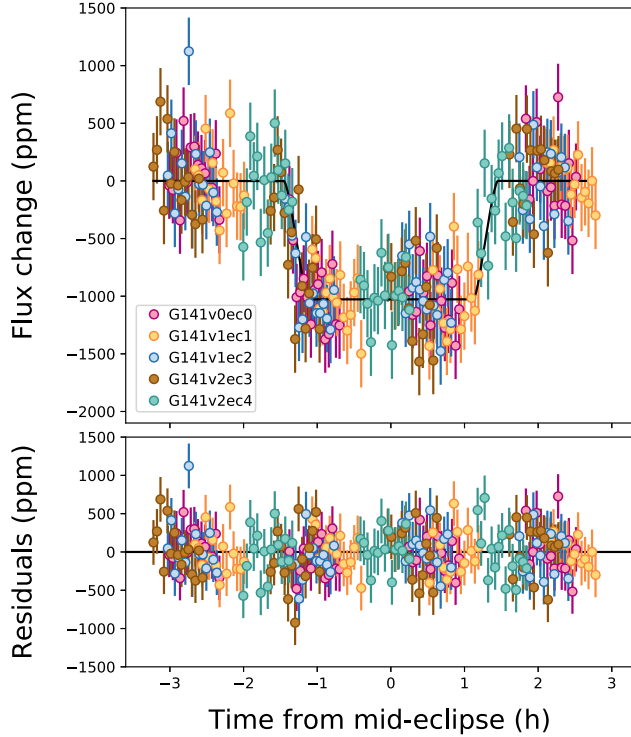 1500
1000
500
0
−500
−1000
−1500
−2000
Flux change (ppm)
G141v0ec0
G141v1ec1
G141v1ec2
G141v2ec3
G141v2ec4
1500
1000
500
0
−500
−1000
−1500
Residuals (ppm)
−3 −2 −1 0 1 2 3
Time from mid-eclipse (h)